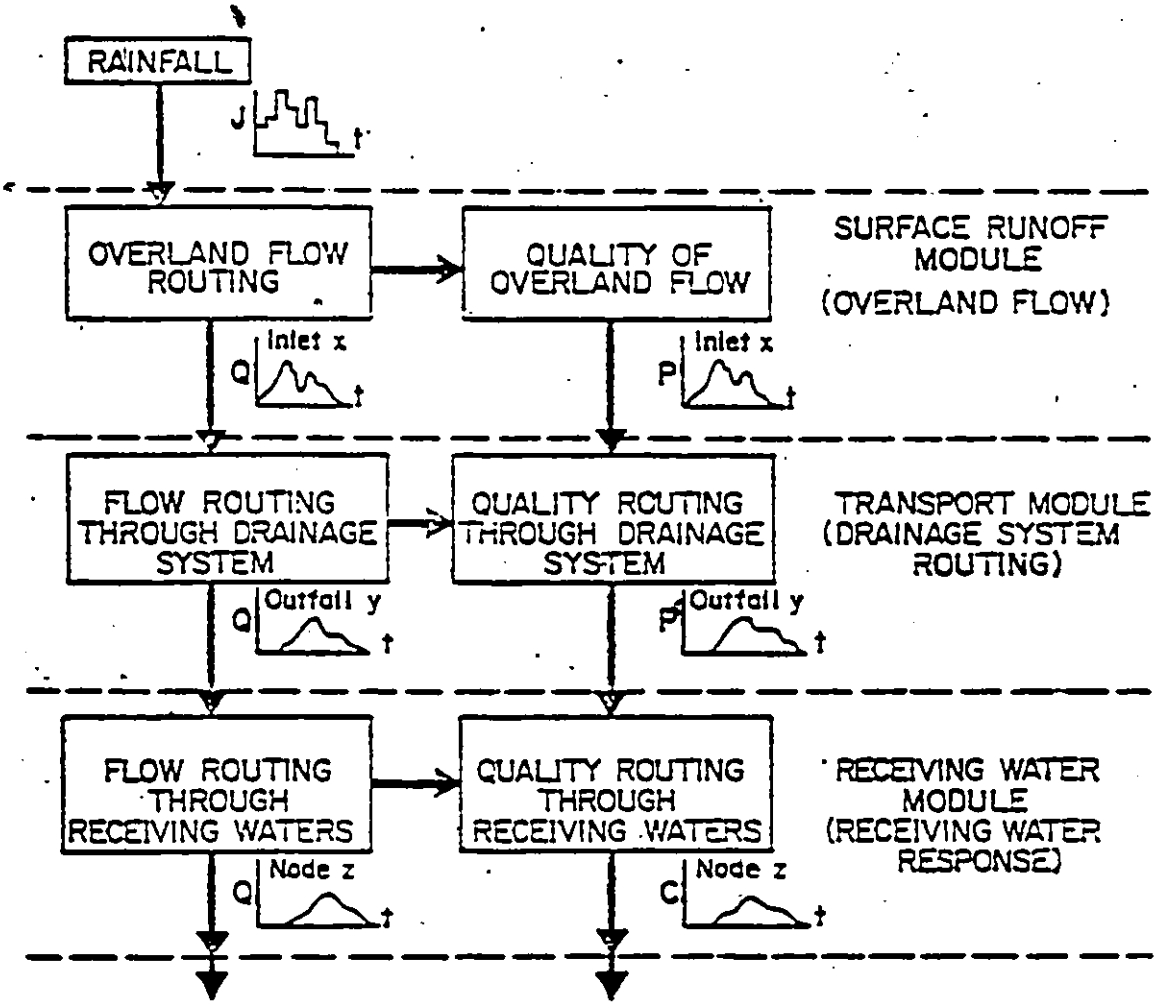 RAINFALL
J
t
OVERLAND FLOW
ROUTING
QUALITY OF
OVERLAND FLOW
SURFACE RUNOFF
MODULE
(OVERLAND FLOW)
Inlet x
Q
t
Inlet x
P
t
FLOW ROUTING
THROUGH DRAINAGE
SYSTEM
QUALITY ROUTING
THROUGH DRAINAGE
SYSTEM
TRANSPORT MODULE
(DRAINAGE SYSTEM
ROUTING)
Outfall y
Q
t
Outfall y
P
t
FLOW ROUTING
THROUGH
RECEIVING WATERS
QUALITY ROUTING
THROUGH
RECEIVING WATERS
RECEIVING WATER
MODULE
(RECEIVING WATER
RESPONSE)
Node z
Q
t
Node z
C
t